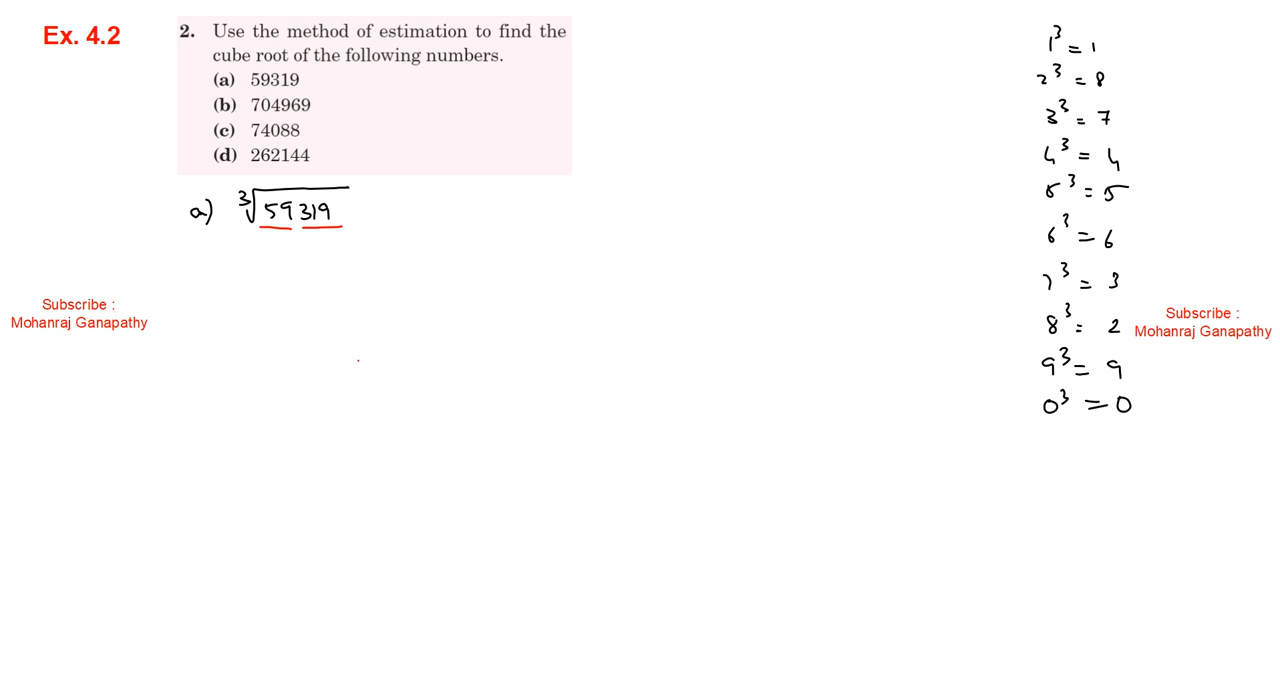 Ex. 4.2
2. Use the method of estimation to find the
cube root of the following numbers.
(a) 59319
(b) 704969
(c) 74088
(d) 262144
a) ∛59 319
Subscribe :
Mohanraj Ganapathy
1³ = 1
2³ = 8
3³ = 7
4³ = 4
5³ = 5
6³ = 6
7³ = 3
8³ = 2
9³ = 9
0³ = 0
Subscribe :
Mohanraj Ganapathy